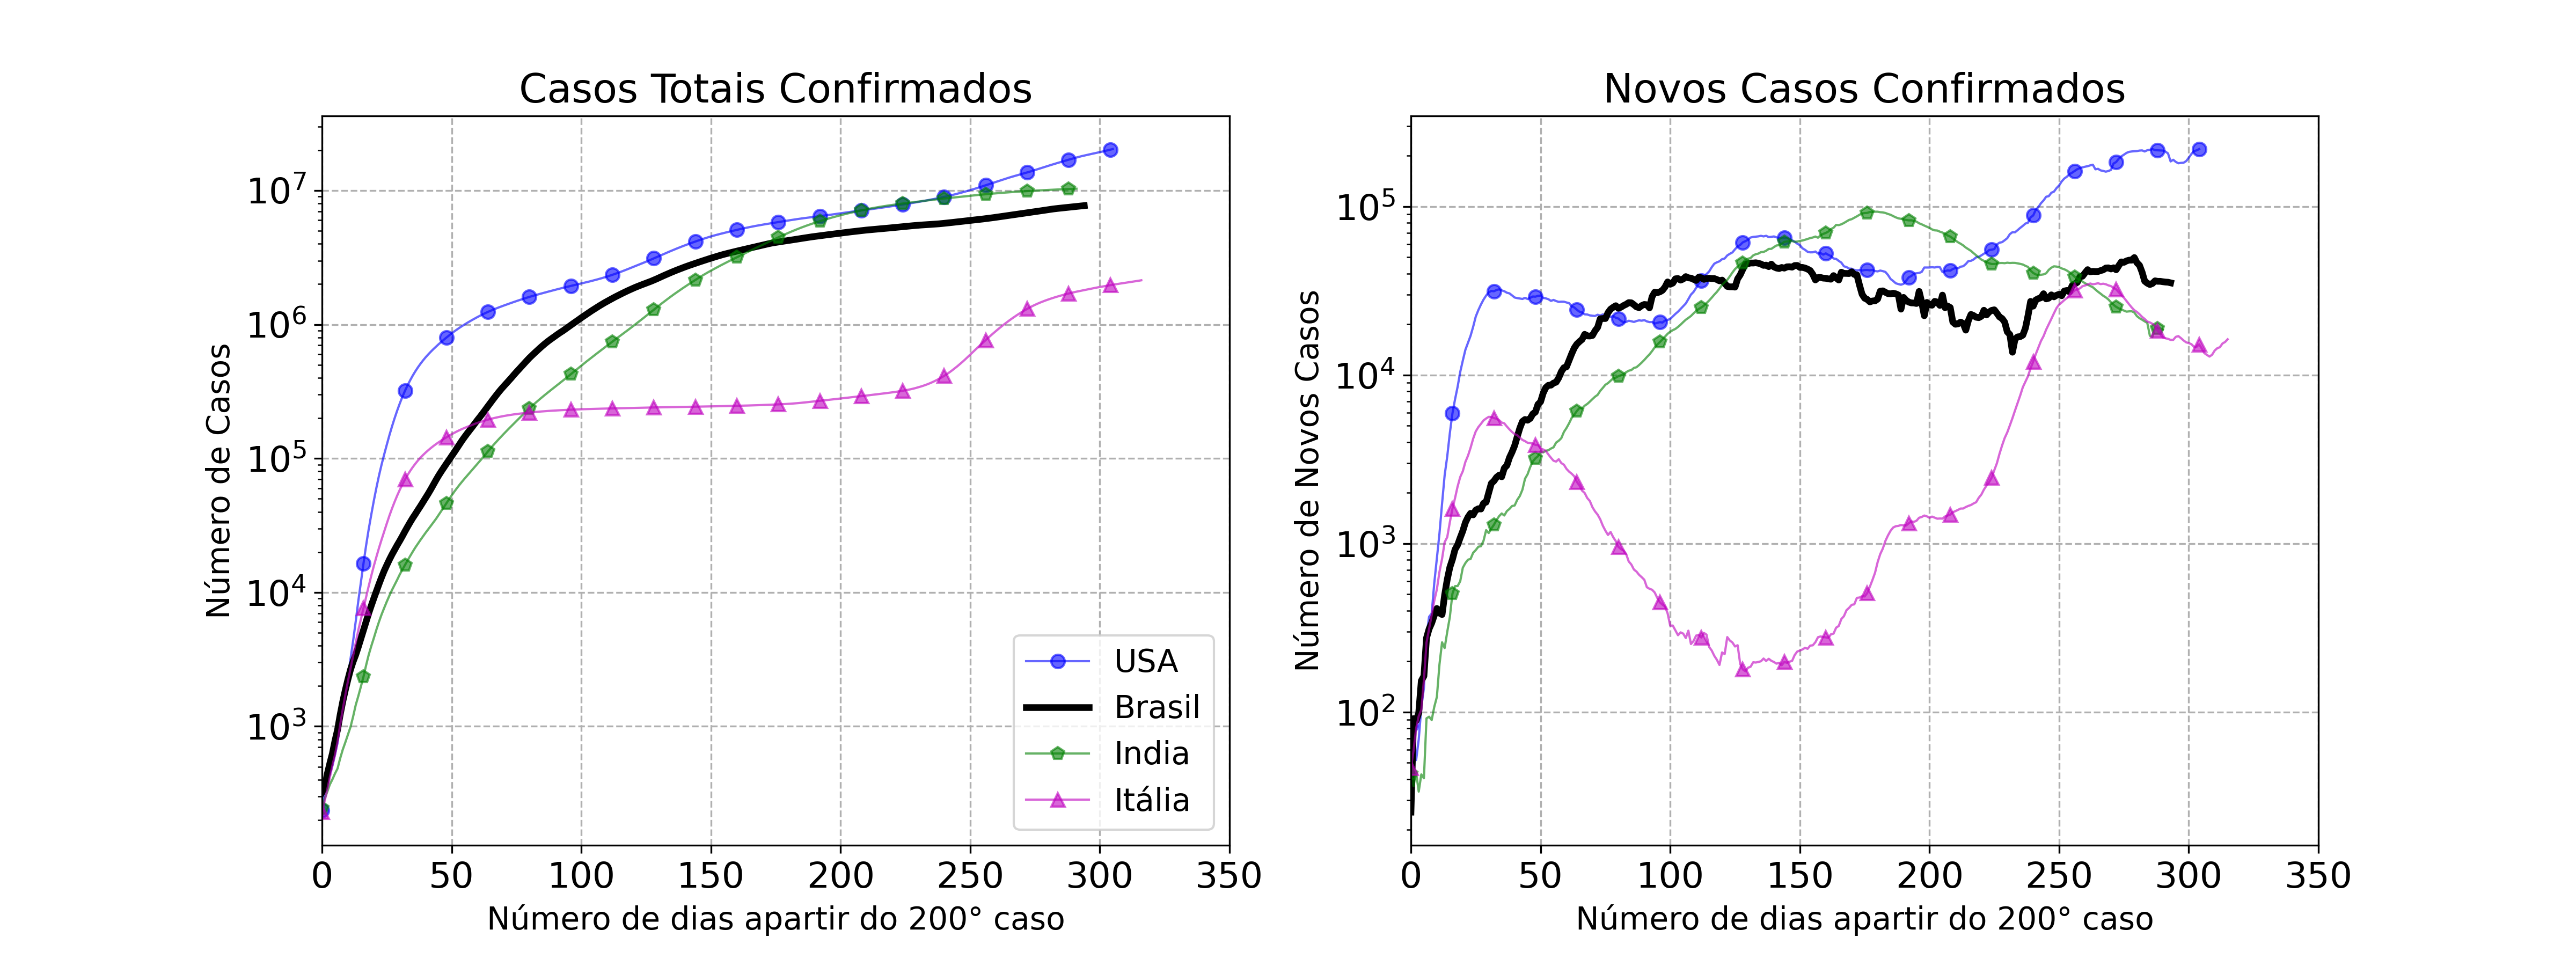 Casos Totais Confirmados
Número de Casos
10^7
10^6
10^5
10^4
10^3
0 50 100 150 200 250 300 350
Número de dias apartir do 200° caso
USA
Brasil
India
Itália
Novos Casos Confirmados
Número de Novos Casos
10^5
10^4
10^3
10^2
0 50 100 150 200 250 300 350
Número de dias apartir do 200° caso